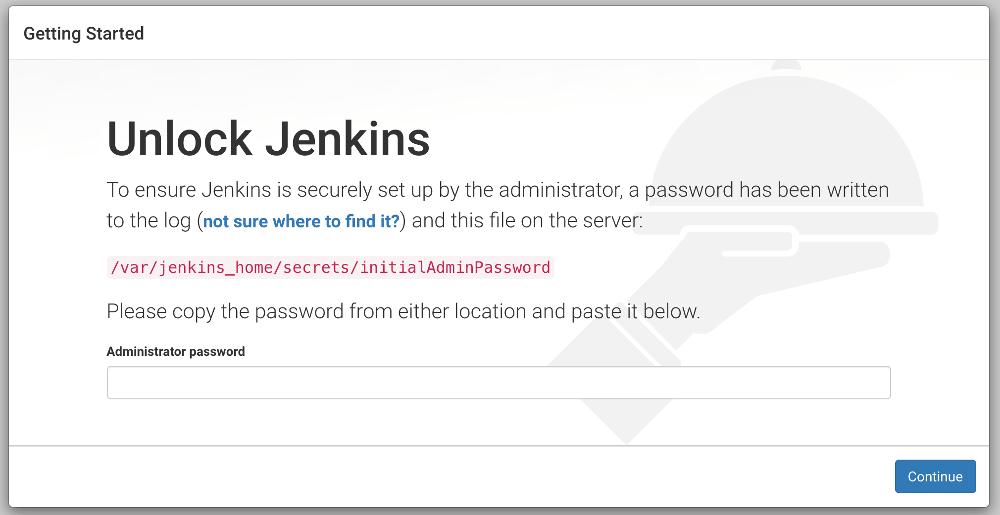 Getting Started
Unlock Jenkins
To ensure Jenkins is securely set up by the administrator, a password has been written
to the log (not sure where to find it?) and this file on the server:
/var/jenkins_home/secrets/initialAdminPassword
Please copy the password from either location and paste it below.
Administrator password
Continue